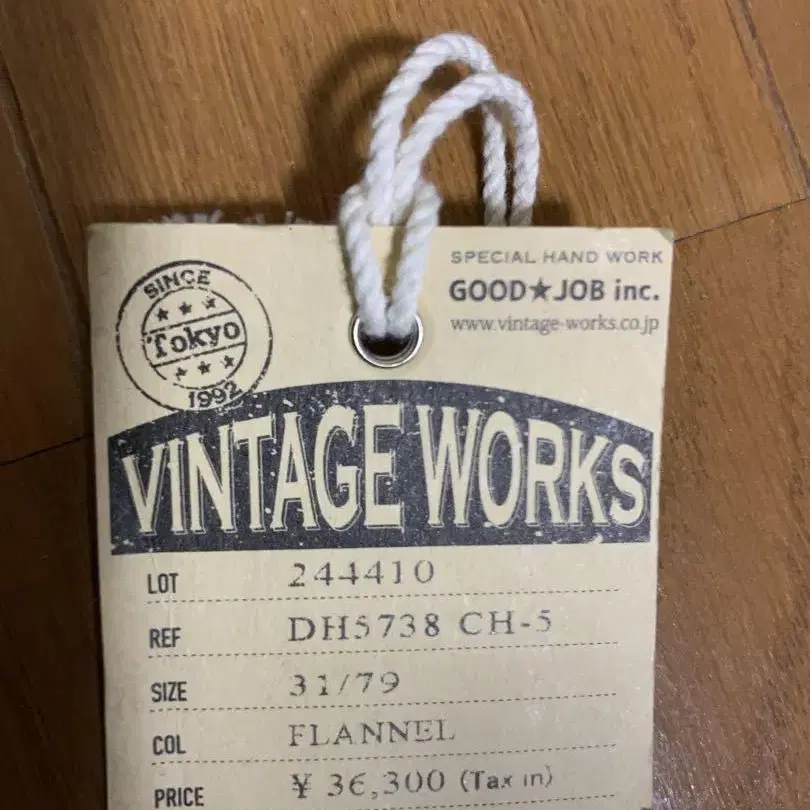 SPECIAL HAND WORK
GOOD★JOB inc.
www.vintage-works.co.jp
SINCE
Tokyo
1992
VINTAGE WORKS
LOT 244410
REF DH5738 CH-5
SIZE 31/79
COL FLANNEL
PRICE ¥ 36,300 (Tax in)